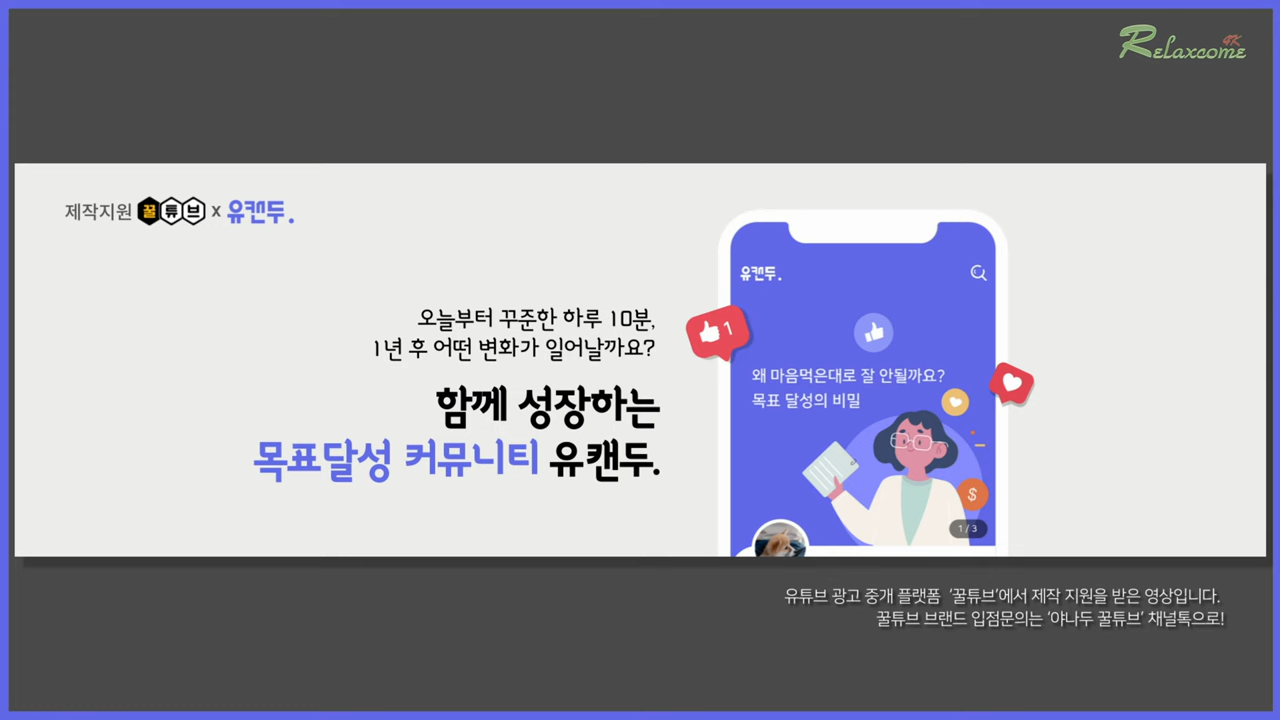 Relaxcome 4K
제작지원 꿀튜브 x 유캔두.
오늘부터 꾸준한 하루 10분,
1년 후 어떤 변화가 일어날까요?
함께 성장하는
목표달성 커뮤니티 유캔두.
유캔두.
1
왜 마음먹은대로 잘 안될까요?
목표 달성의 비밀
$
1 / 3
유튜브 광고 중개 플랫폼 '꿀튜브'에서 제작 지원을 받은 영상입니다.
꿀튜브 브랜드 입점문의는 '야나두 꿀튜브' 채널톡으로!